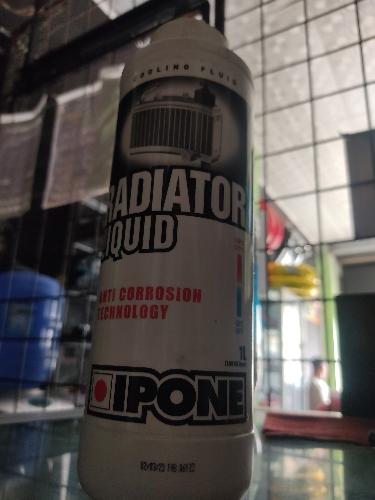 COOLING FLUID
RADIATOR
LIQUID
ANTI CORROSION
TECHNOLOGY
1L
IPONE